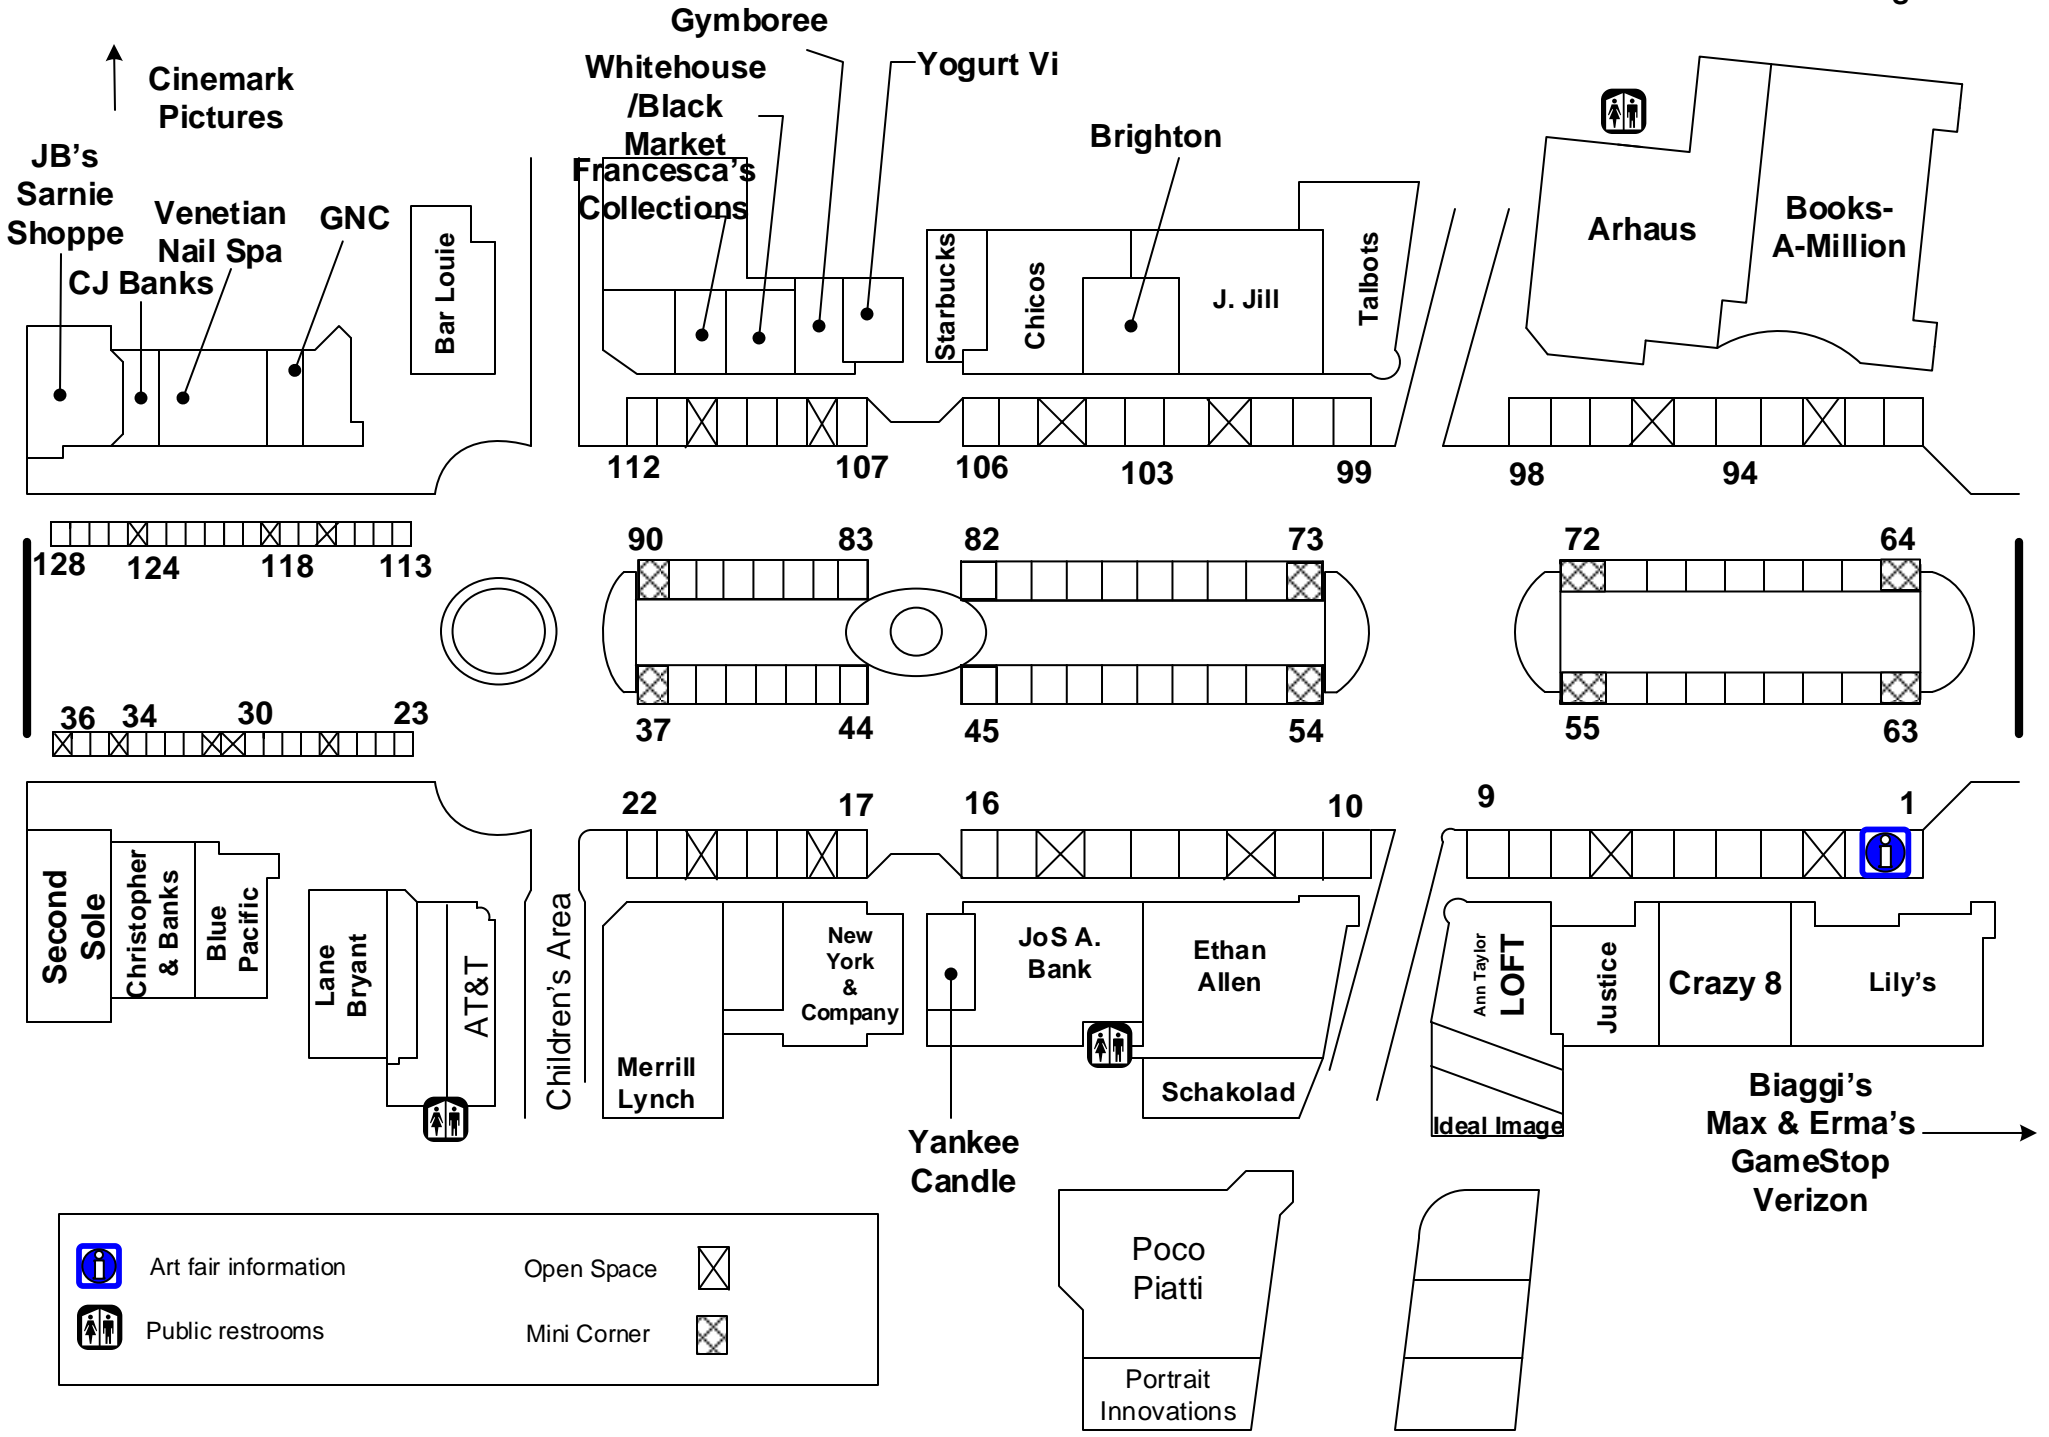 g
Gymboree
Cinemark
Pictures
Whitehouse
/Black
Market
Yogurt Vi
Brighton
JB's
Sarnie
Shoppe
Venetian
Nail Spa
GNC
CJ Banks
Francesca's
Collections
Bar Louie
Starbucks
Chicos
J. Jill
Talbots
Arhaus
Books-
A-Million
112
107
106
103
99
98
94
128
124
118
113
90
83
82
73
72
64
36
34
30
23
37
44
45
54
55
63
22
17
16
10
9
1
Second
Sole
Christopher
& Banks
Blue
Pacific
Lane
Bryant
AT&T
Children's Area
Merrill
Lynch
New
York
&
Company
JoS A.
Bank
Ethan
Allen
Schakolad
Yankee
Candle
Ann Taylor
LOFT
Justice
Crazy 8
Lily's
Ideal Image
Biaggi's
Max & Erma's
GameStop
Verizon
Poco
Piatti
Portrait
Innovations
Art fair information
Open Space
Public restrooms
Mini Corner